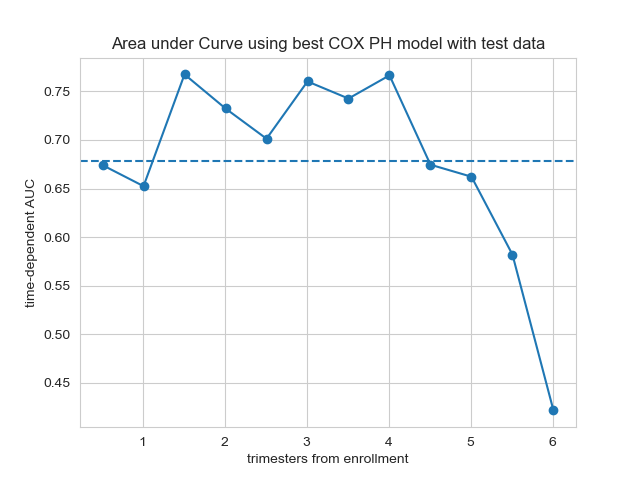 Area under Curve using best COX PH model with test data
0.75
0.70
0.65
0.60
0.55
0.50
0.45
time-dependent AUC
1 2 3 4 5 6
trimesters from enrollment